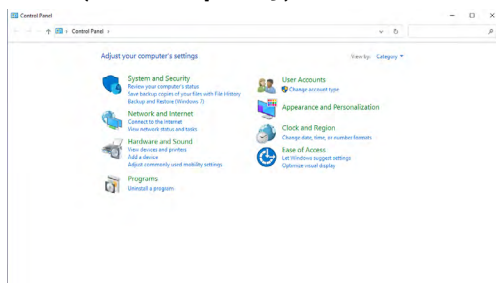 Control Panel
Control Panel
Adjust your computer's settings
View by: Category
System and Security
Review your computer's status
Save backup copies of your files with File History
Backup and Restore (Windows 7)
Network and Internet
Connect to the Internet
View network status and tasks
Hardware and Sound
View devices and printers
Add a device
Adjust commonly used mobility settings
Programs
Uninstall a program
User Accounts
Change account type
Appearance and Personalization
Clock and Region
Change date, time, or number formats
Ease of Access
Let Windows suggest settings
Optimize visual display